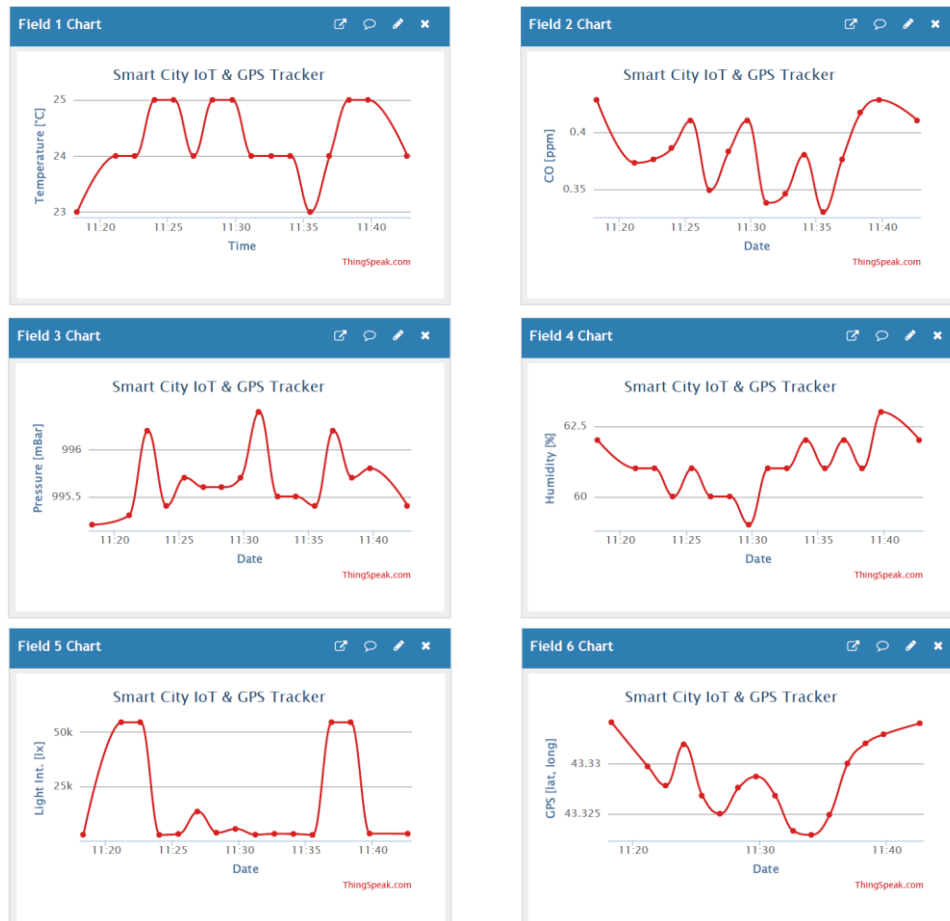 Field 1 Chart
Smart City IoT & GPS Tracker
Temperature [°C]
25
24
23
11:20 11:25 11:30 11:35 11:40
Time
ThingSpeak.com
Field 2 Chart
Smart City IoT & GPS Tracker
CO [ppm]
0.4
0.35
11:20 11:25 11:30 11:35 11:40
Date
ThingSpeak.com
Field 3 Chart
Smart City IoT & GPS Tracker
Pressure [mBar]
996
995.5
11:20 11:25 11:30 11:35 11:40
Date
ThingSpeak.com
Field 4 Chart
Smart City IoT & GPS Tracker
Humidity [%]
62.5
60
11:20 11:25 11:30 11:35 11:40
Date
ThingSpeak.com
Field 5 Chart
Smart City IoT & GPS Tracker
Light Int. [lx]
50k
25k
11:20 11:25 11:30 11:35 11:40
Date
ThingSpeak.com
Field 6 Chart
Smart City IoT & GPS Tracker
GPS [lat, long]
43.33
43.325
11:20 11:30 11:40
Date
ThingSpeak.com